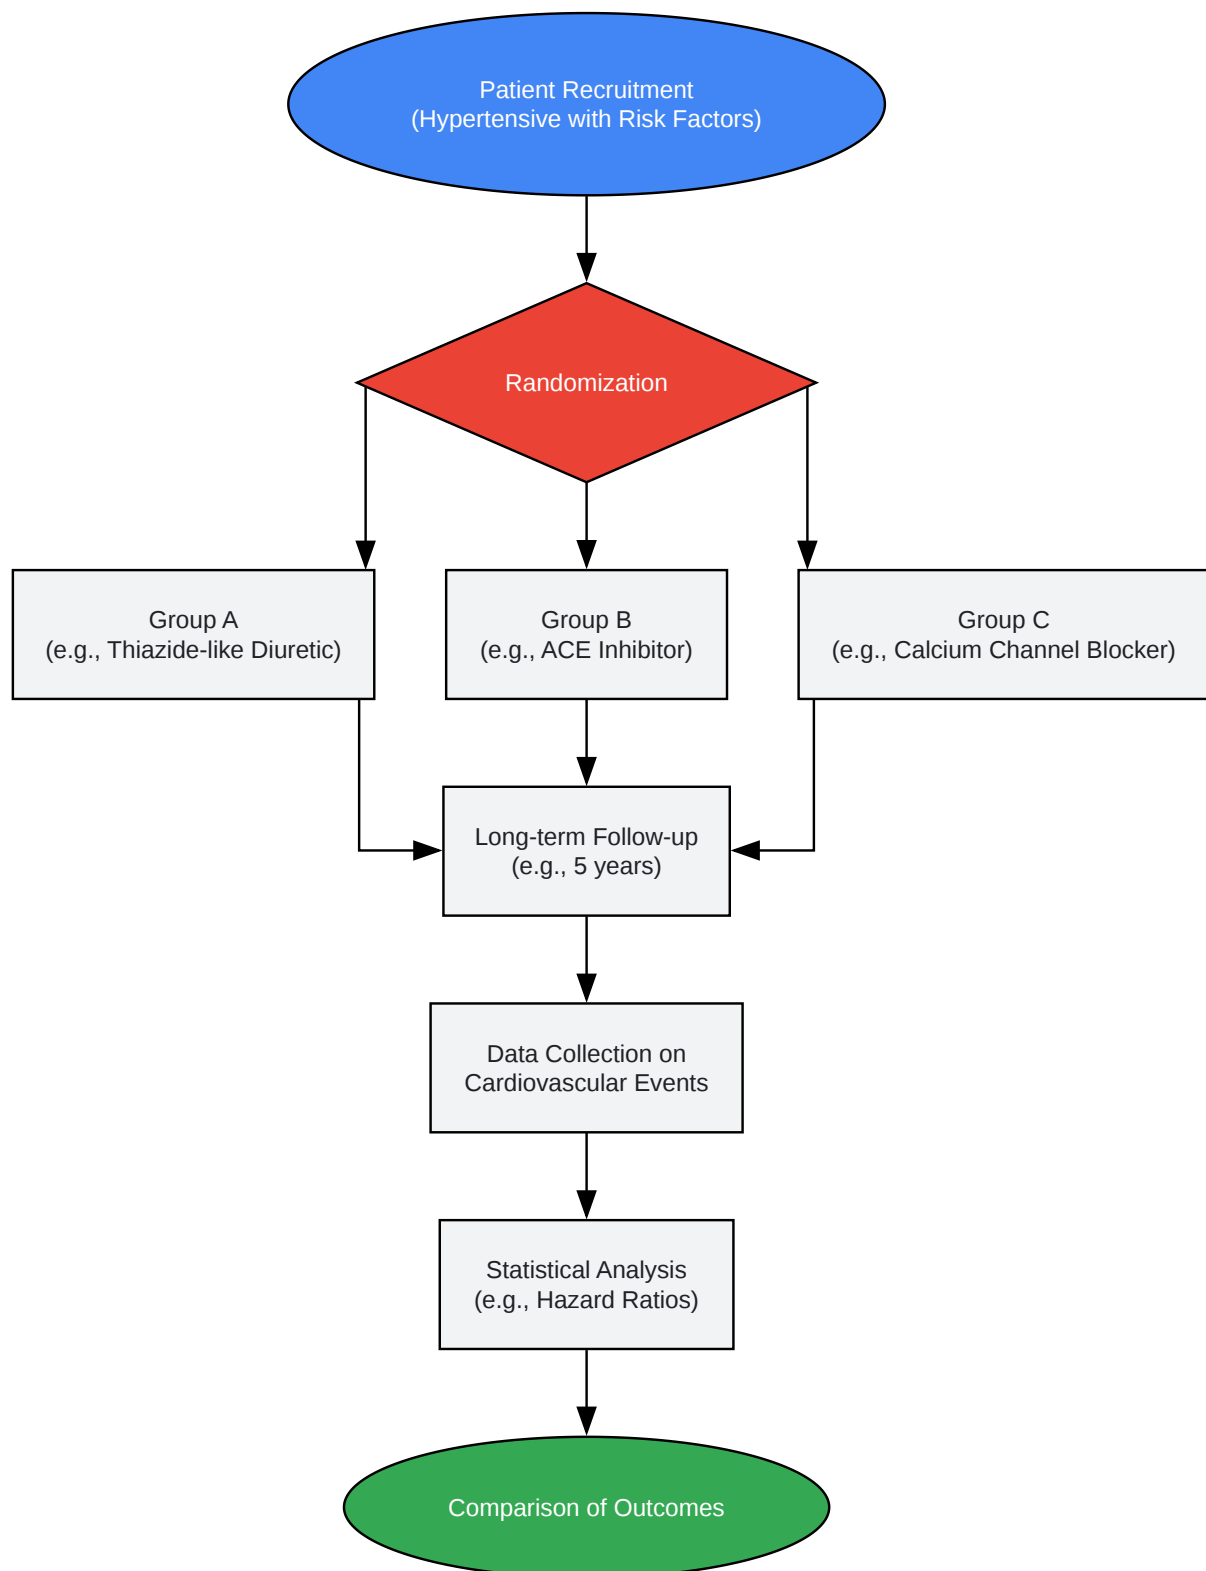 Patient Recruitment
(Hypertensive with Risk Factors)
Randomization
Group A
(e.g., Thiazide-like Diuretic)
Group B
(e.g., ACE Inhibitor)
Group C
(e.g., Calcium Channel Blocker)
Long-term Follow-up
(e.g., 5 years)
Data Collection on
Cardiovascular Events
Statistical Analysis
(e.g., Hazard Ratios)
Comparison of Outcomes